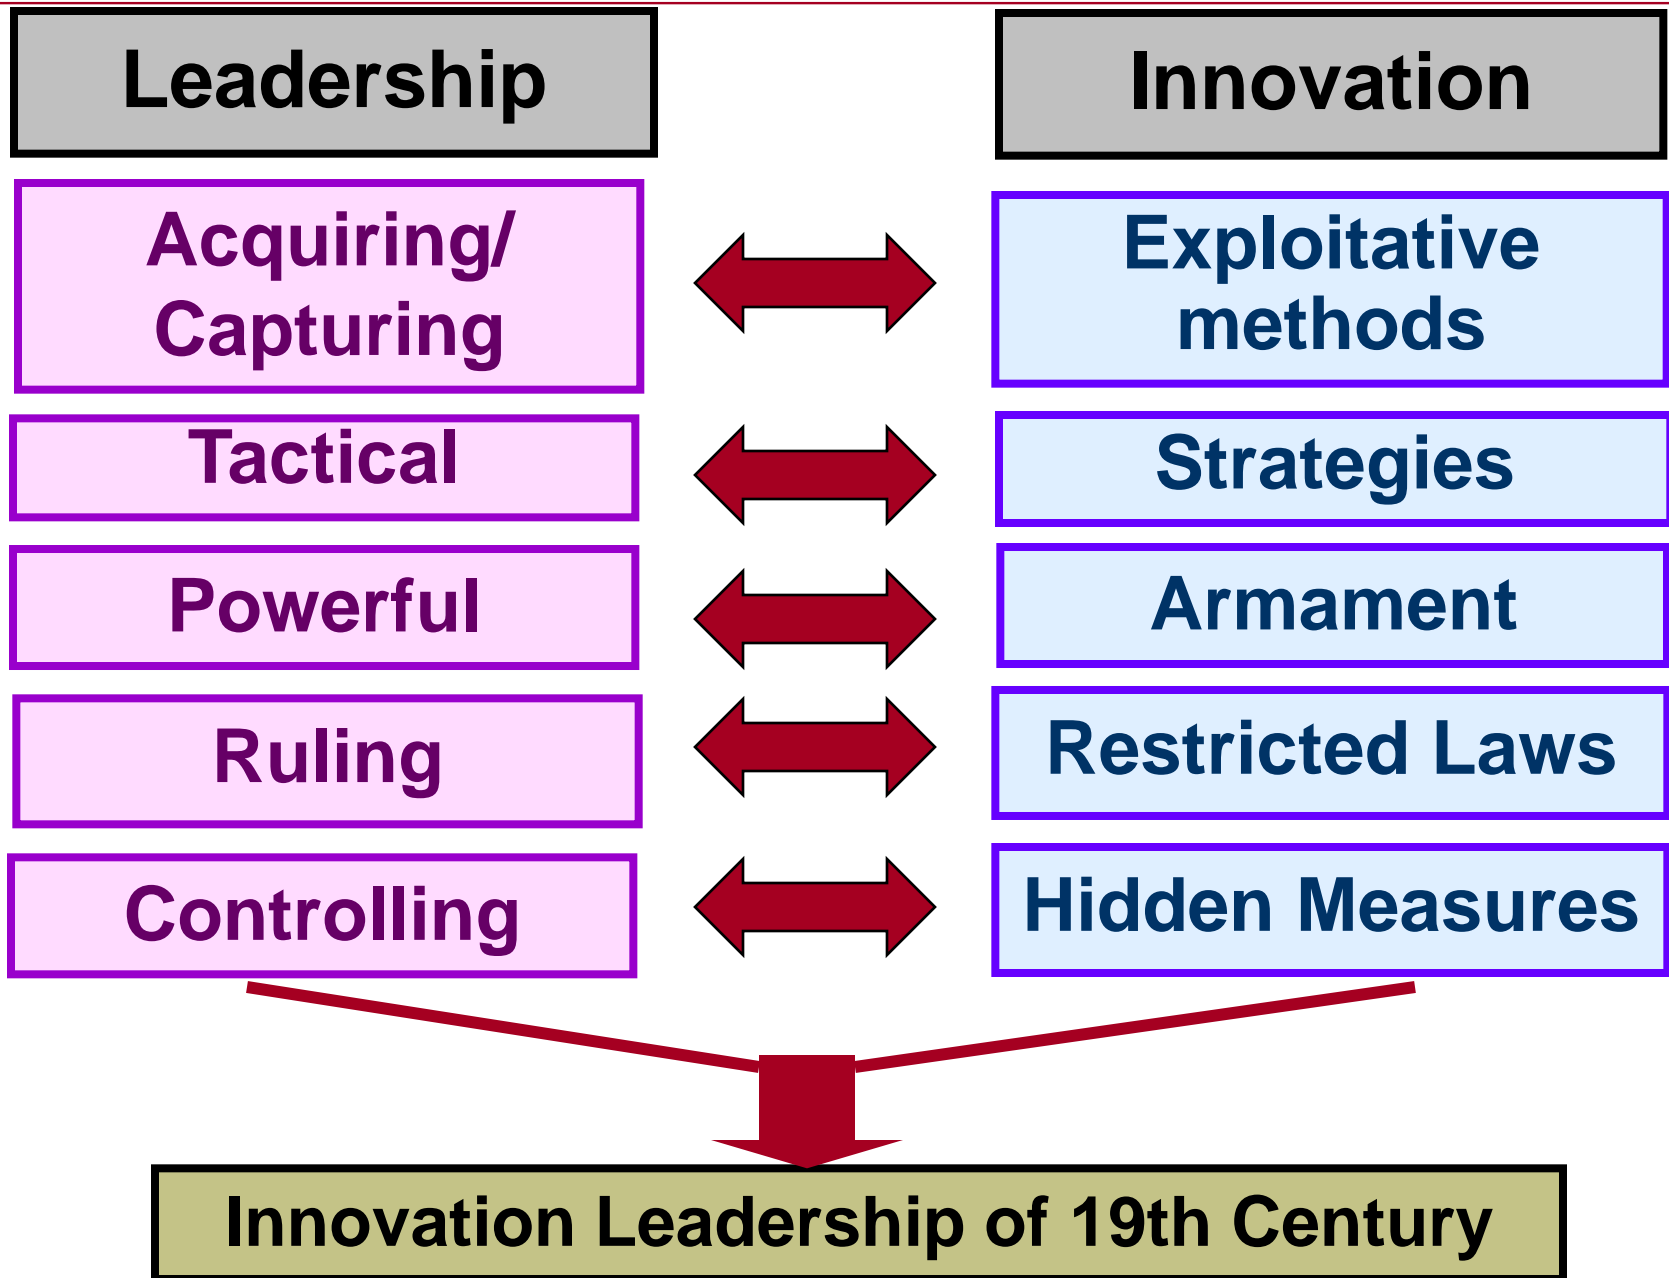 Leadership
Innovation
Acquiring/
Capturing
Exploitative
methods
Tactical
Strategies
Powerful
Armament
Ruling
Restricted Laws
Controlling
Hidden Measures
Innovation Leadership of 19th Century